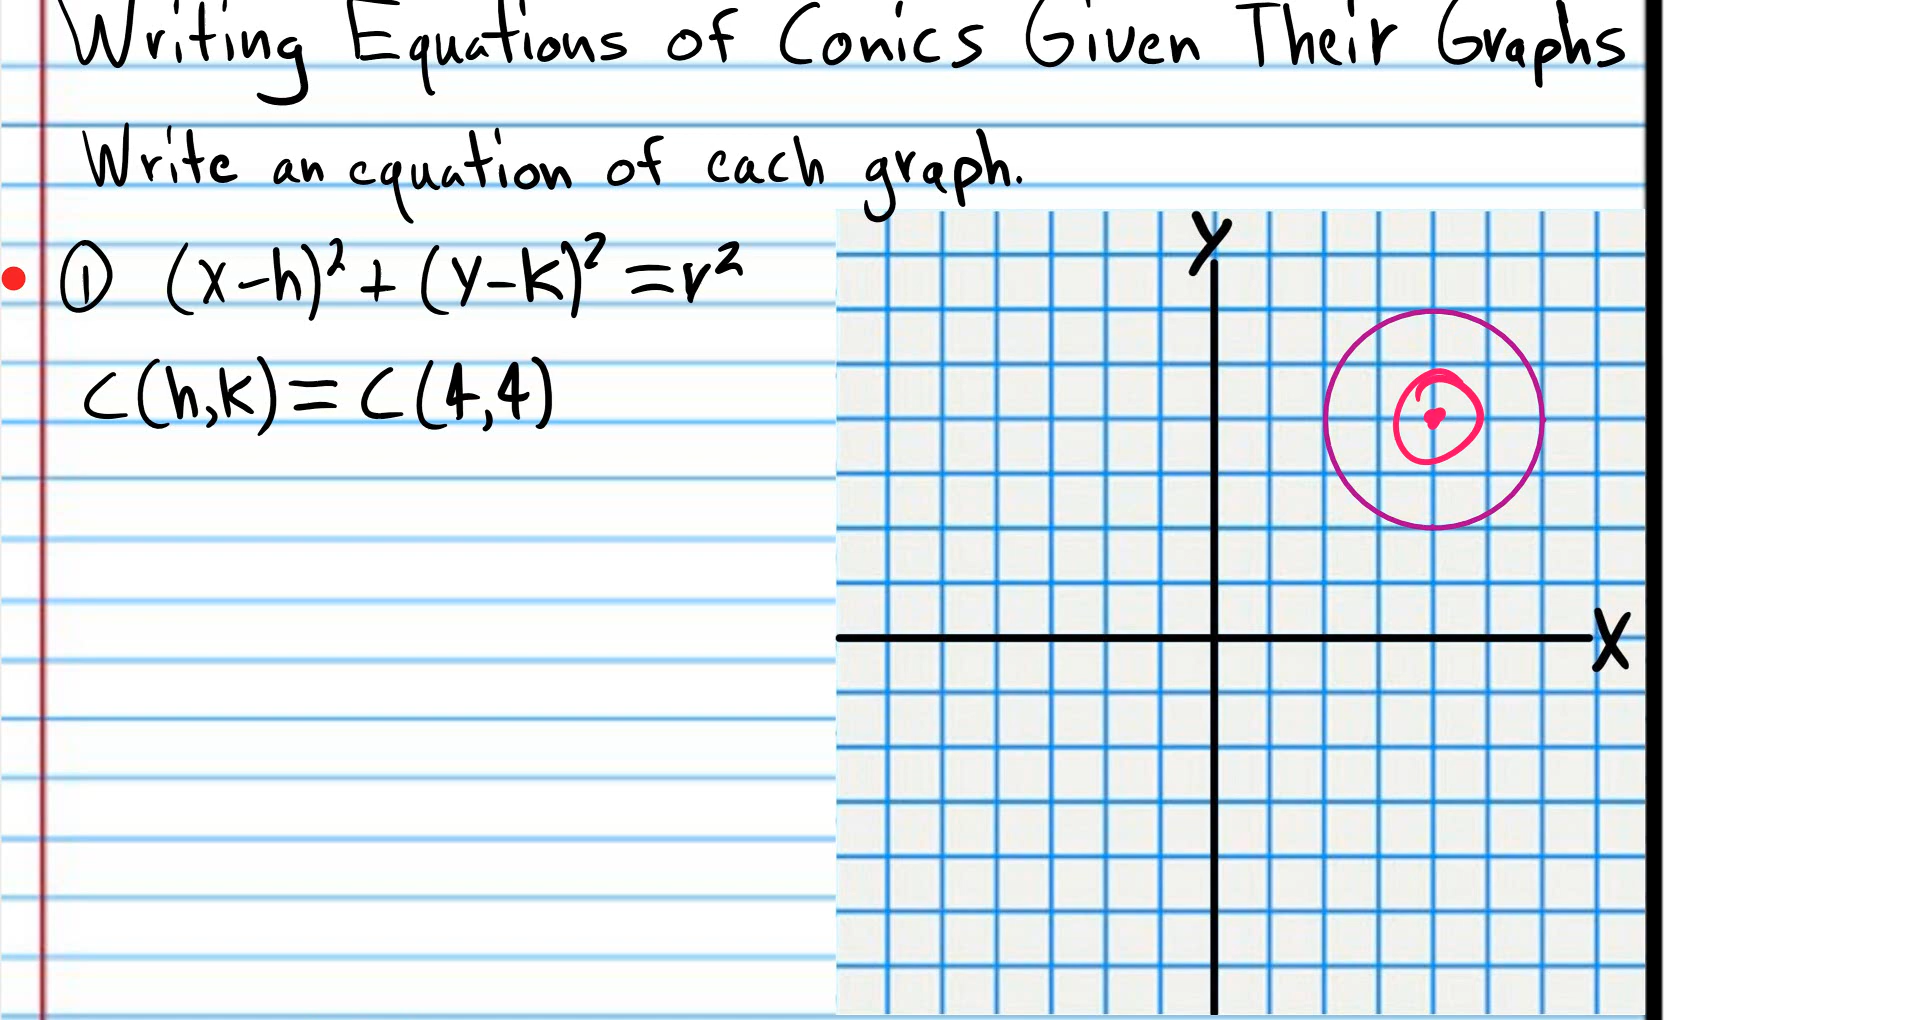 Writing Equations of Conics Given Their Graphs
Write an equation of each graph.
① (x-h)² + (y-k)² = r²
C(h,k) = C(4,4)
y
x